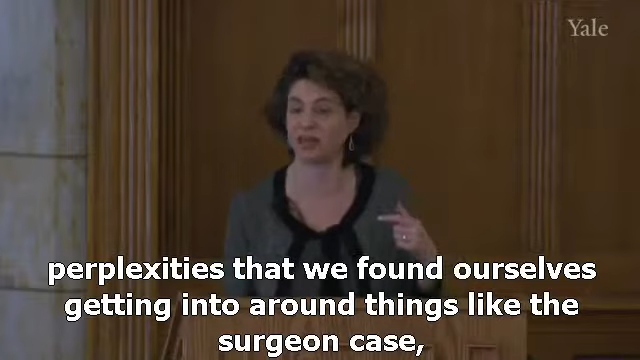 Yale
perplexities that we found ourselves
getting into around things like the
surgeon case,